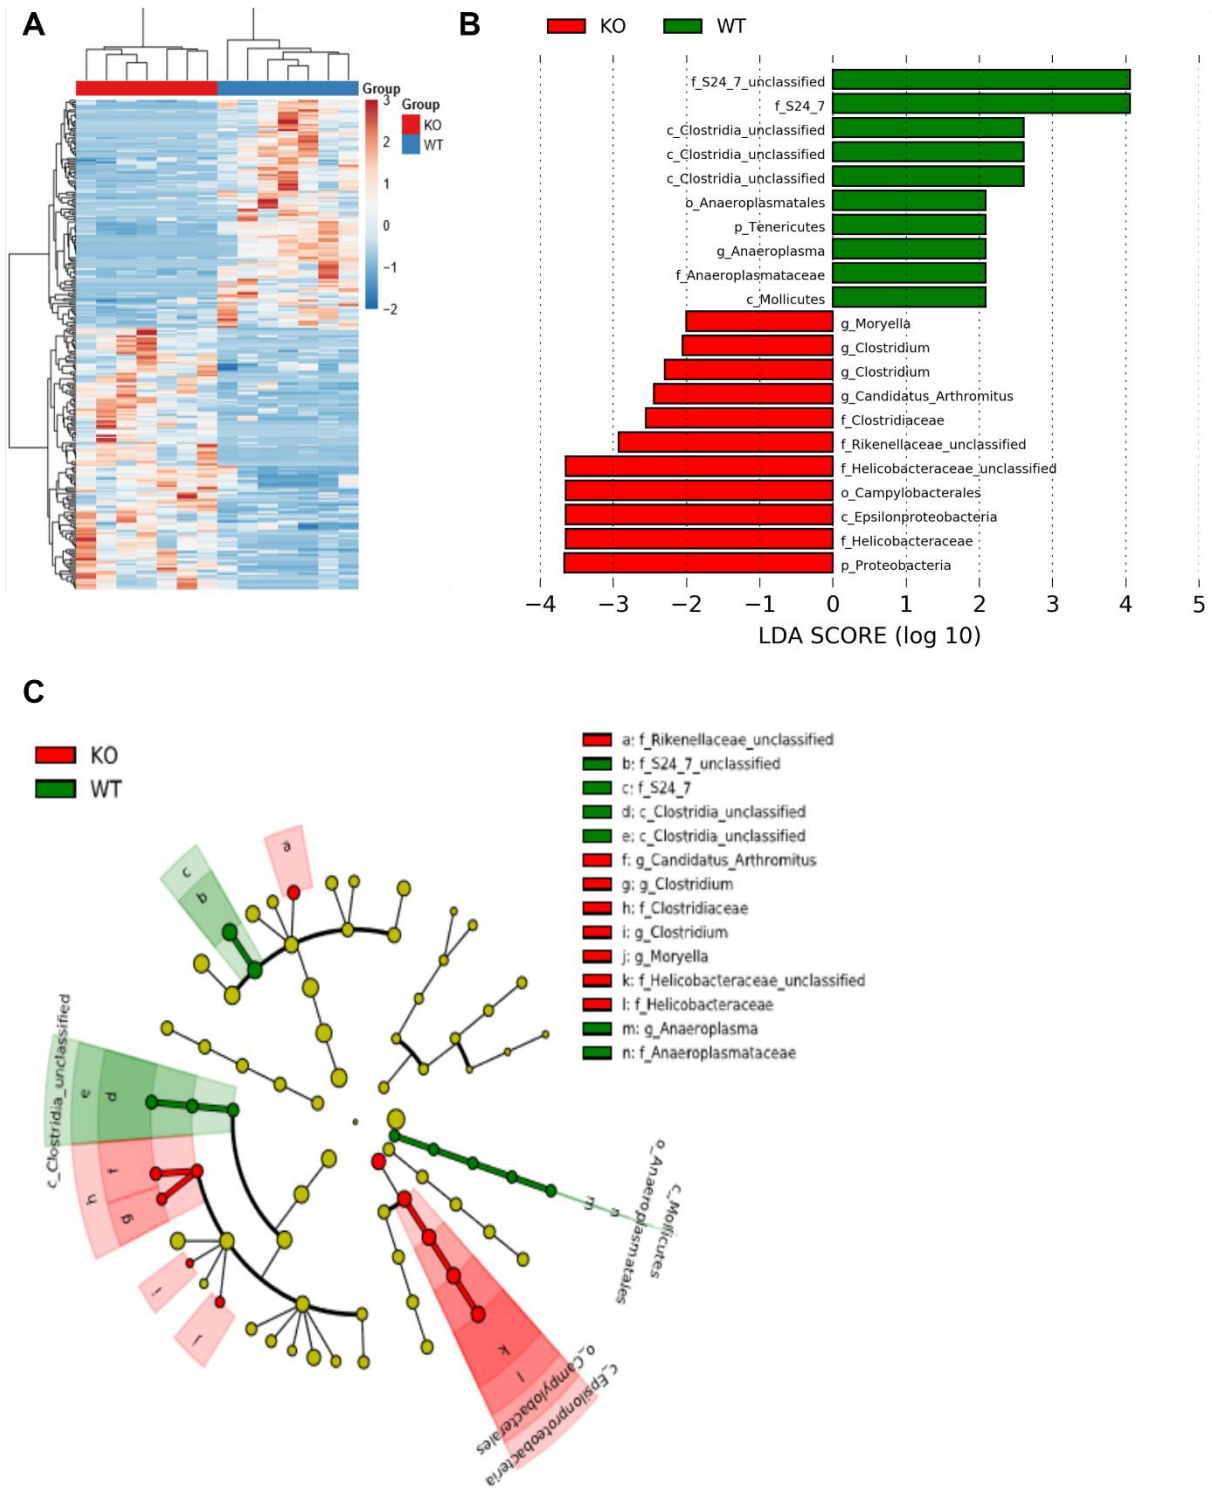 A
Group
3
2
1
0
−1
−2
Group
KO
WT
B
KO
WT
f_S24_7_unclassified
f_S24_7
c_Clostridia_unclassified
c_Clostridia_unclassified
c_Clostridia_unclassified
o_Anaeroplasmatales
p_Tenericutes
g_Anaeroplasma
f_Anaeroplasmataceae
c_Mollicutes
g_Moryella
g_Clostridium
g_Clostridium
g_Candidatus_Arthromitus
f_Clostridiaceae
f_Rikenellaceae_unclassified
f_Helicobacteraceae_unclassified
o_Campylobacterales
c_Epsilonproteobacteria
f_Helicobacteraceae
p_Proteobacteria
−4 −3 −2 −1 0 1 2 3 4 5
LDA SCORE (log 10)
C
KO
WT
a: f_Rikenellaceae_unclassified
b: f_S24_7_unclassified
c: f_S24_7
d: c_Clostridia_unclassified
e: c_Clostridia_unclassified
f: g_Candidatus_Arthromitus
g: g_Clostridium
h: f_Clostridiaceae
i: g_Clostridium
j: g_Moryella
k: f_Helicobacteraceae_unclassified
l: f_Helicobacteraceae
m: g_Anaeroplasma
n: f_Anaeroplasmataceae
a
c
b
c_Clostridia_unclassified
e
d
f
h
g
i
j
k
l
o_Campylobacterales
c_Epsilonproteobacteria
m
n
o_Anaeroplasmatales
c_Mollicutes